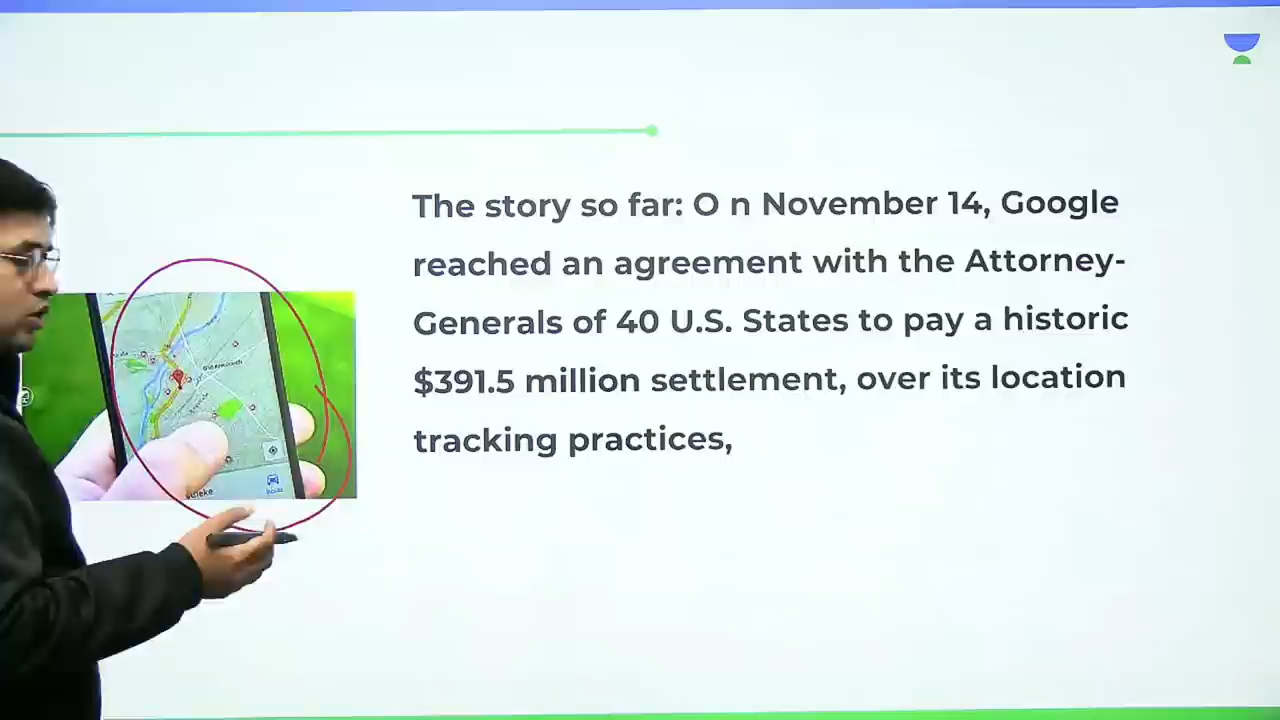 The story so far: O n November 14, Google
reached an agreement with the Attorney-
Generals of 40 U.S. States to pay a historic
$391.5 million settlement, over its location
tracking practices,